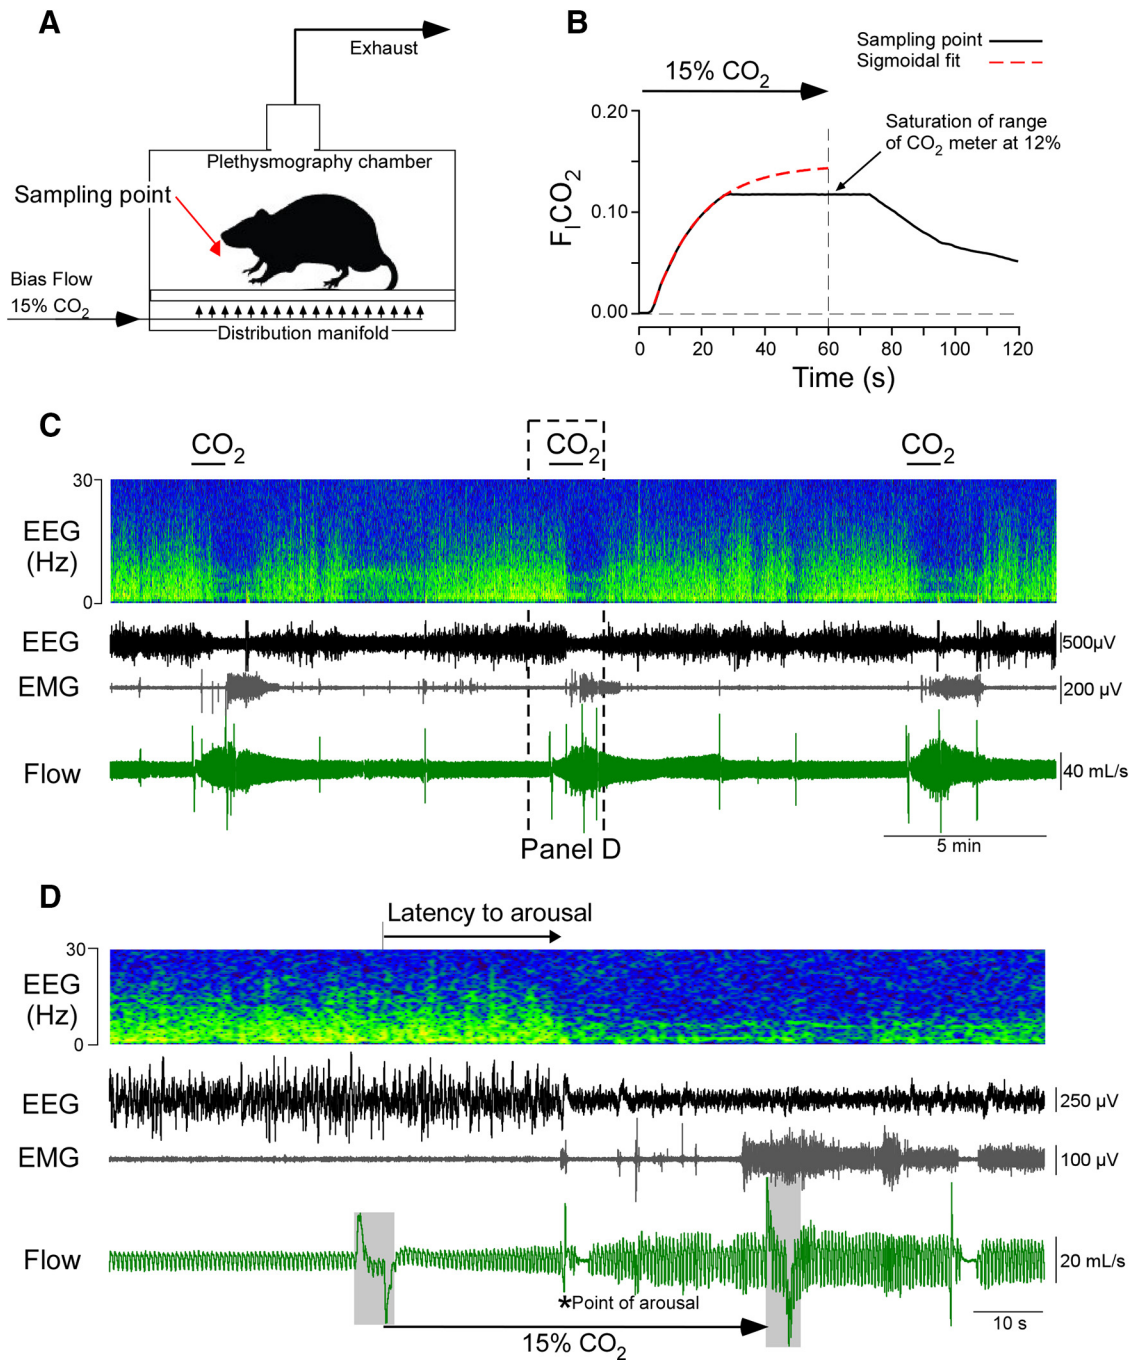 A
Exhaust
Plethysmography chamber
Sampling point
Bias Flow
15% CO2
Distribution manifold
B
Sampling point
Sigmoidal fit
15% CO2
Saturation of range
of CO2 meter at 12%
0.20
0.10
0.00
FICO2
0 20 40 60 80 100 120
Time (s)
C
CO2 CO2 CO2
30
EEG
(Hz)
0
EEG
500µV
EMG
200 µV
Flow
40 mL/s
Panel D
5 min
D
Latency to arousal
30
EEG
(Hz)
0
EEG
250 µV
EMG
100 µV
Flow
20 mL/s
*Point of arousal
10 s
15% CO2